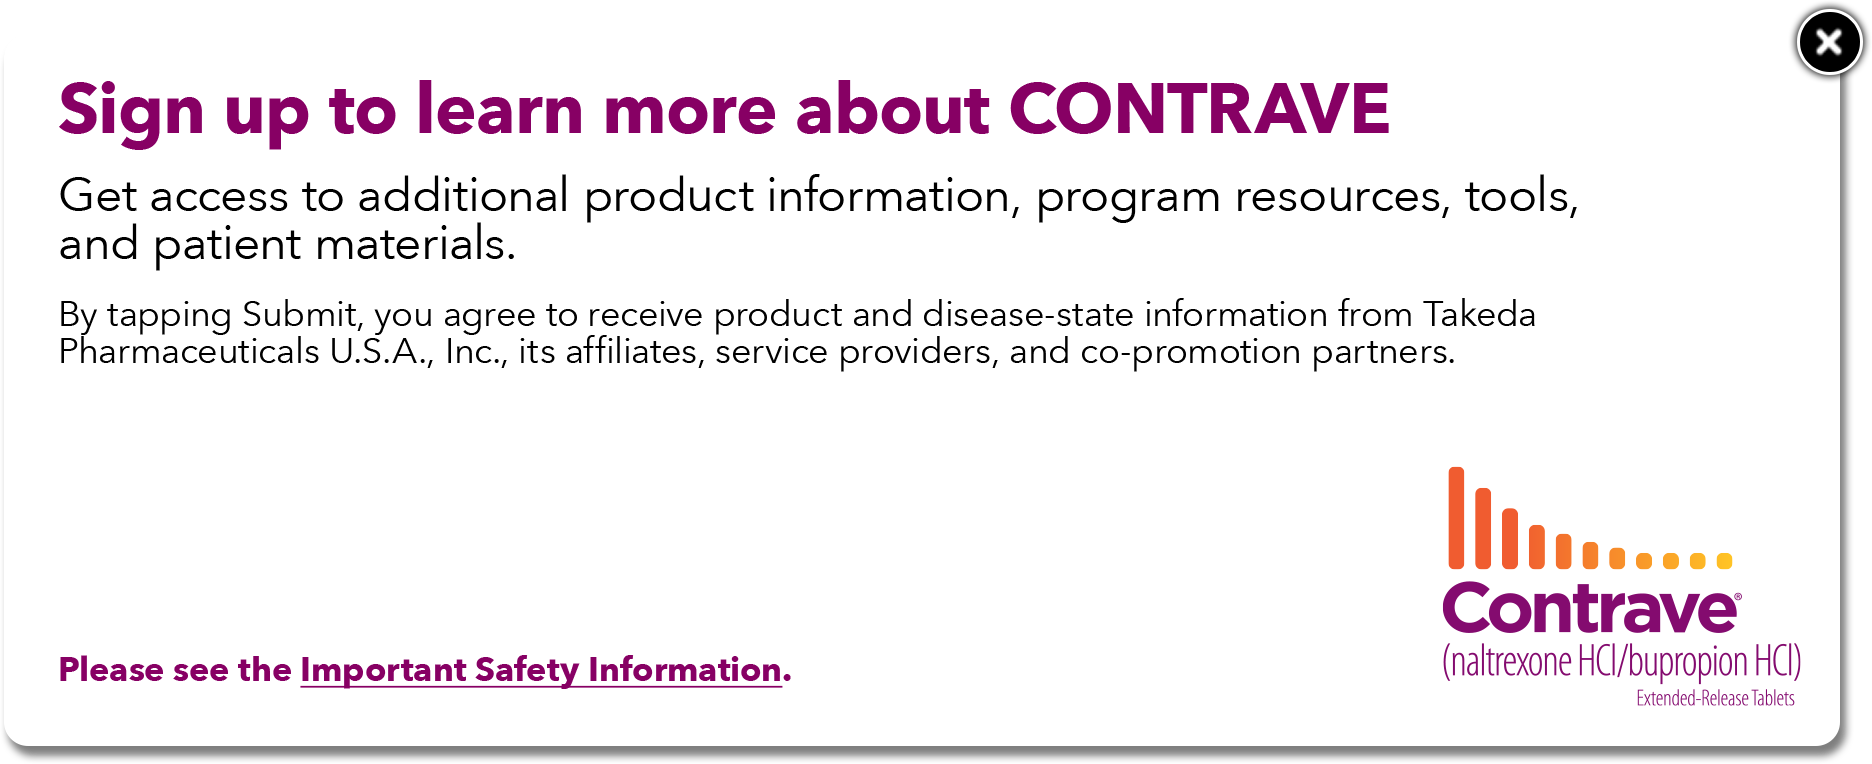 Sign up to learn more about CONTRAVE
Get access to additional product information, program resources, tools,
and patient materials.
By tapping Submit, you agree to receive product and disease-state information from Takeda
Pharmaceuticals U.S.A., Inc., its affiliates, service providers, and co-promotion partners.
Please see the Important Safety Information.
Contrave®
(naltrexone HCl/bupropion HCl)
Extended-Release Tablets